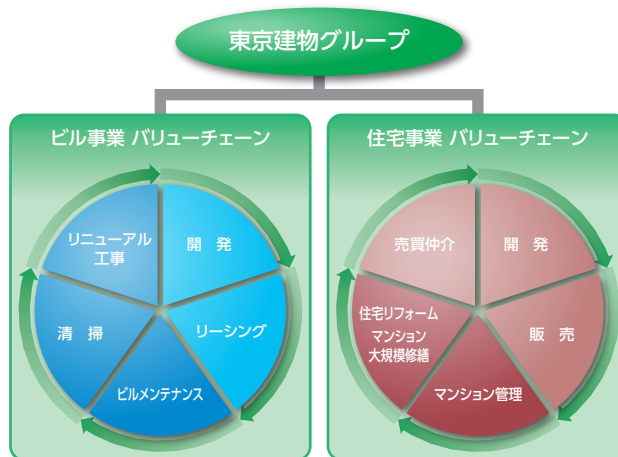 東京建物グループ
ビル事業 バリューチェーン
開　発
リーシング
ビルメンテナンス
清　掃
リニューアル
工事
住宅事業 バリューチェーン
開　発
販　売
マンション管理
住宅リフォーム
マンション
大規模修繕
売買仲介